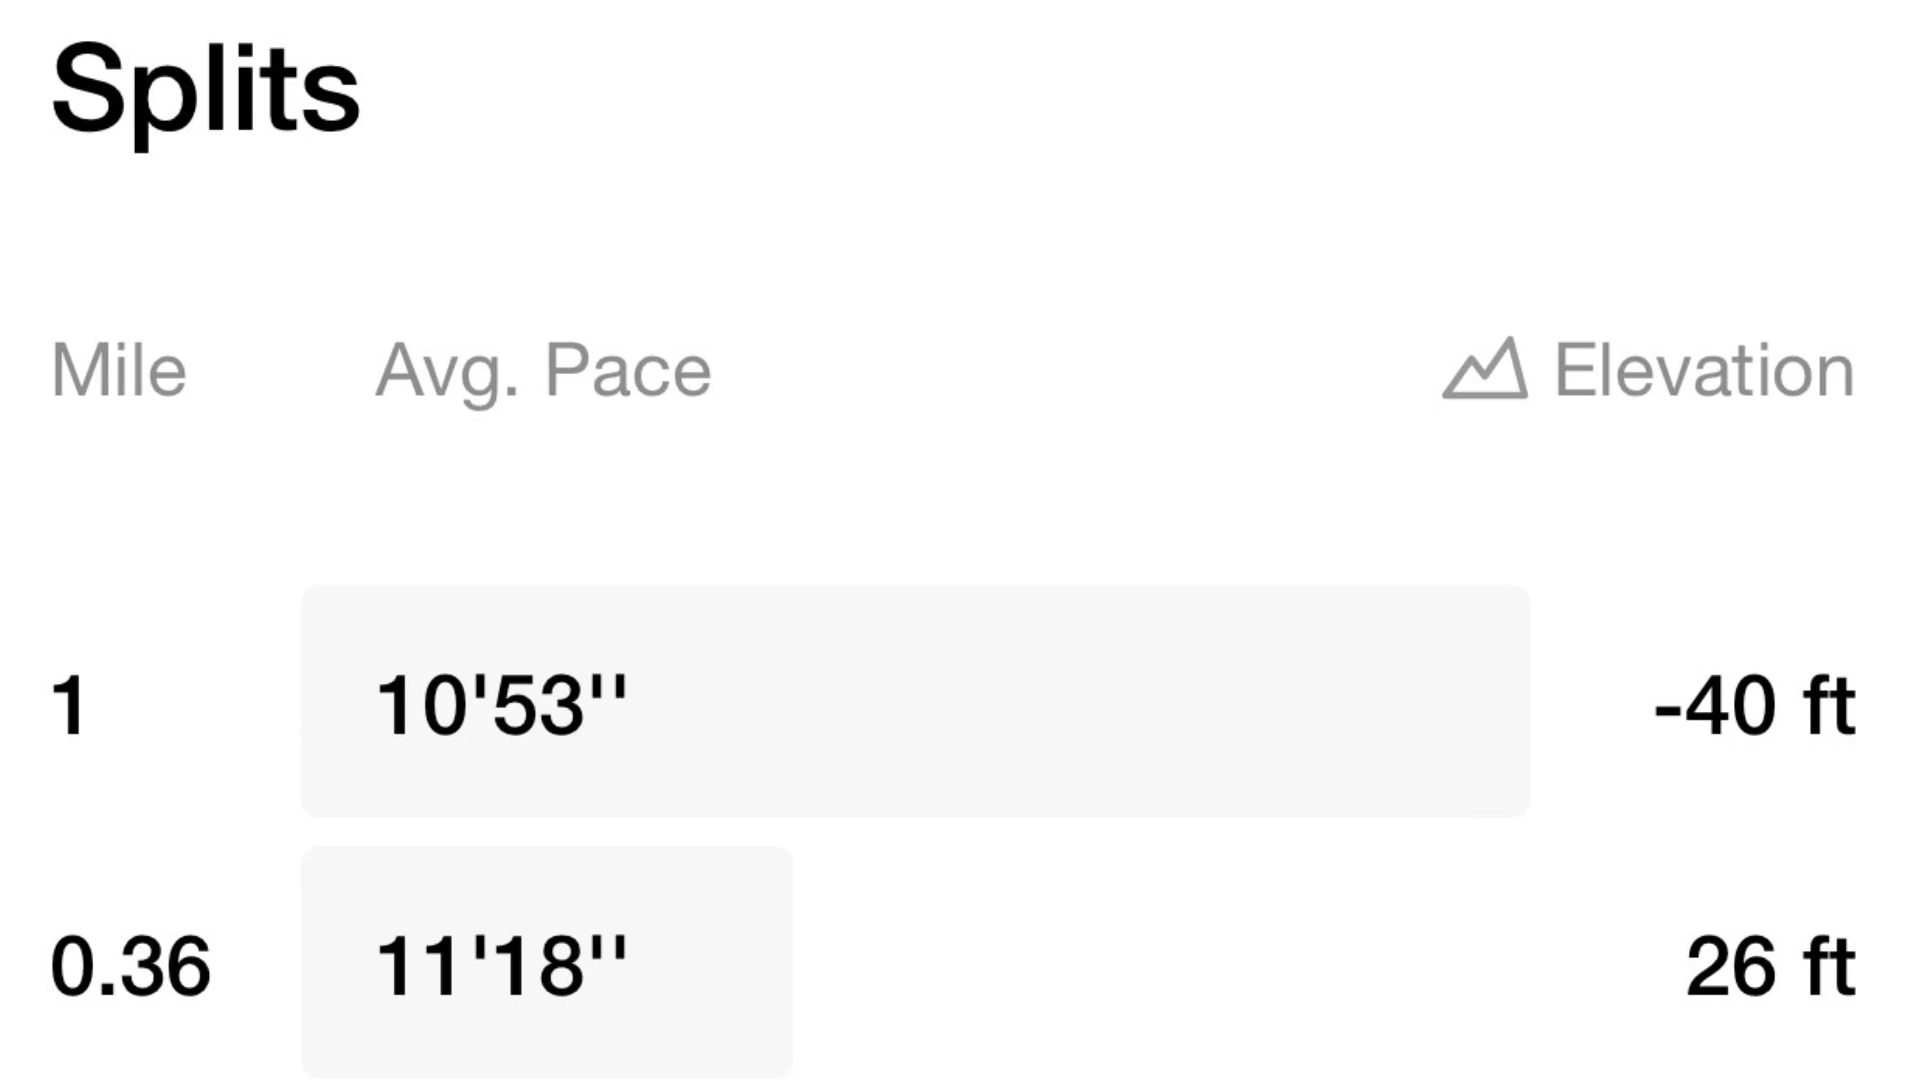 Splits
Mile Avg. Pace Elevation
1 10'53'' -40 ft
0.36 11'18'' 26 ft